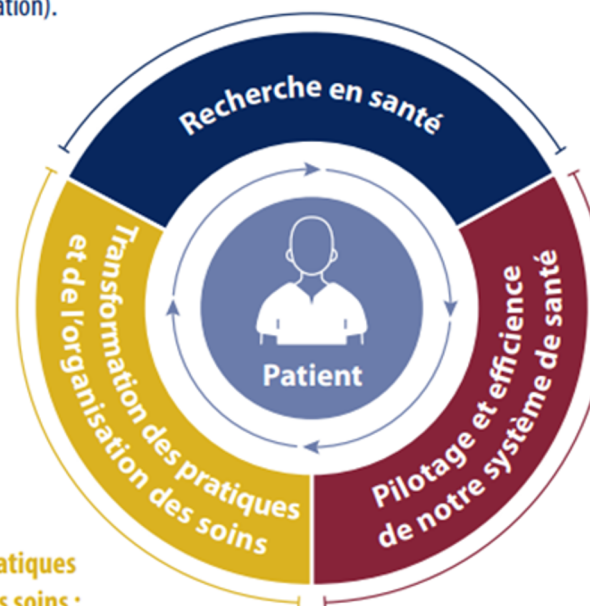 ation).
Recherche en santé
Transformation des pratiques
et de l'organisation des soins
Patient
Pilotage et efficience
de notre système de santé
atiques
s soins :